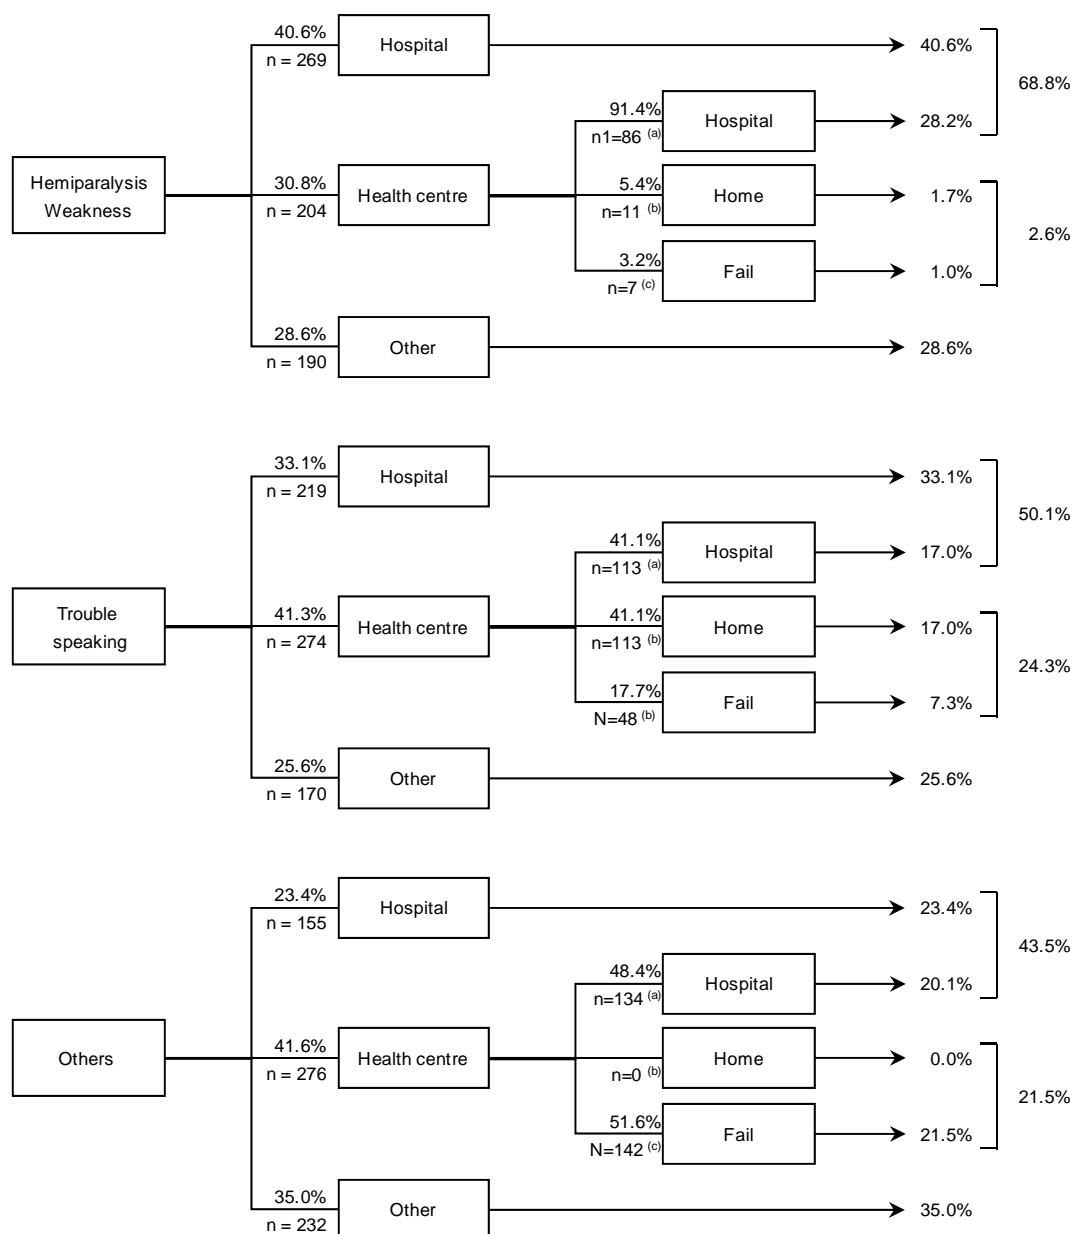 40.6%
n = 269
Hospital
40.6%
68.8%
91.4%
n1=86 (a)
Hospital
28.2%
Hemiparalysis
Weakness
30.8%
n = 204
Health centre
5.4%
n=11 (b)
Home
1.7%
2.6%
3.2%
n=7 (c)
Fail
1.0%
28.6%
n = 190
Other
28.6%
33.1%
n = 219
Hospital
33.1%
50.1%
41.1%
n=113 (a)
Hospital
17.0%
Trouble
speaking
41.3%
n = 274
Health centre
41.1%
n=113 (b)
Home
17.0%
24.3%
17.7%
N=48 (b)
Fail
7.3%
25.6%
n = 170
Other
25.6%
23.4%
n = 155
Hospital
23.4%
43.5%
48.4%
n=134 (a)
Hospital
20.1%
Others
41.6%
n = 276
Health centre
n=0 (b)
Home
0.0%
21.5%
51.6%
N=142 (c)
Fail
21.5%
35.0%
n = 232
Other
35.0%